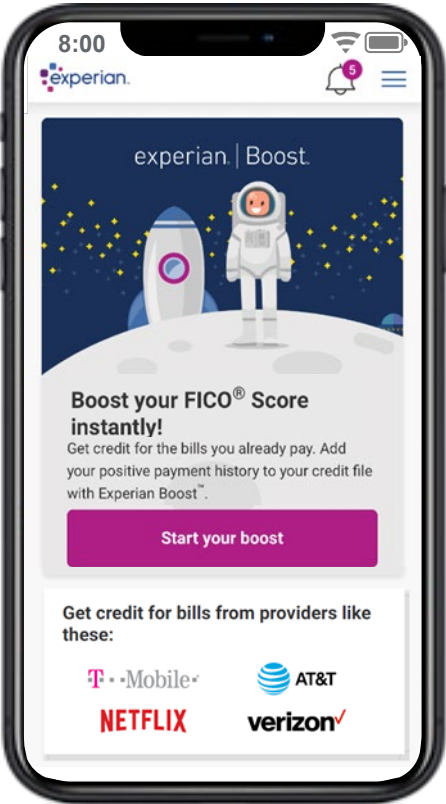 8:00
experian.
5
experian. | Boost.
Boost your FICO® Score
instantly!
Get credit for the bills you already pay. Add
your positive payment history to your credit file
with Experian Boost™.
Start your boost
Get credit for bills from providers like
these:
T··Mobile· AT&T
NETFLIX verizon✓